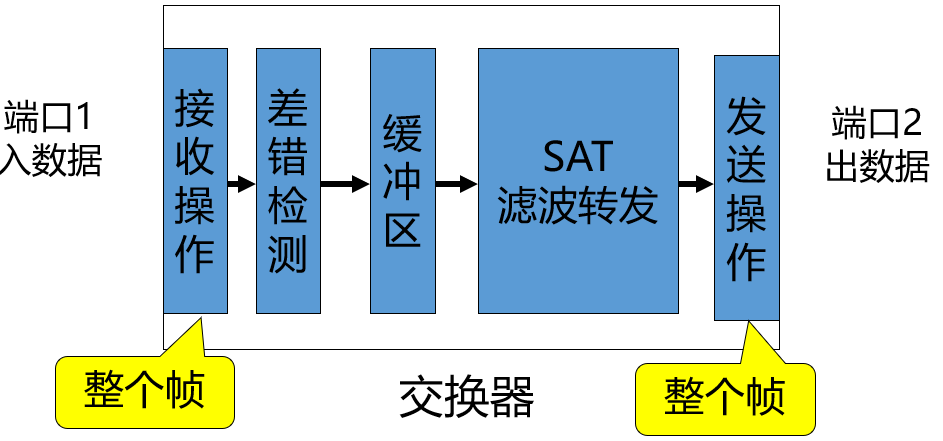 端口1
入数据
接收操作
差错检测
缓冲区
SAT
滤波转发
发送操作
端口2
出数据
整个帧
交换器
整个帧